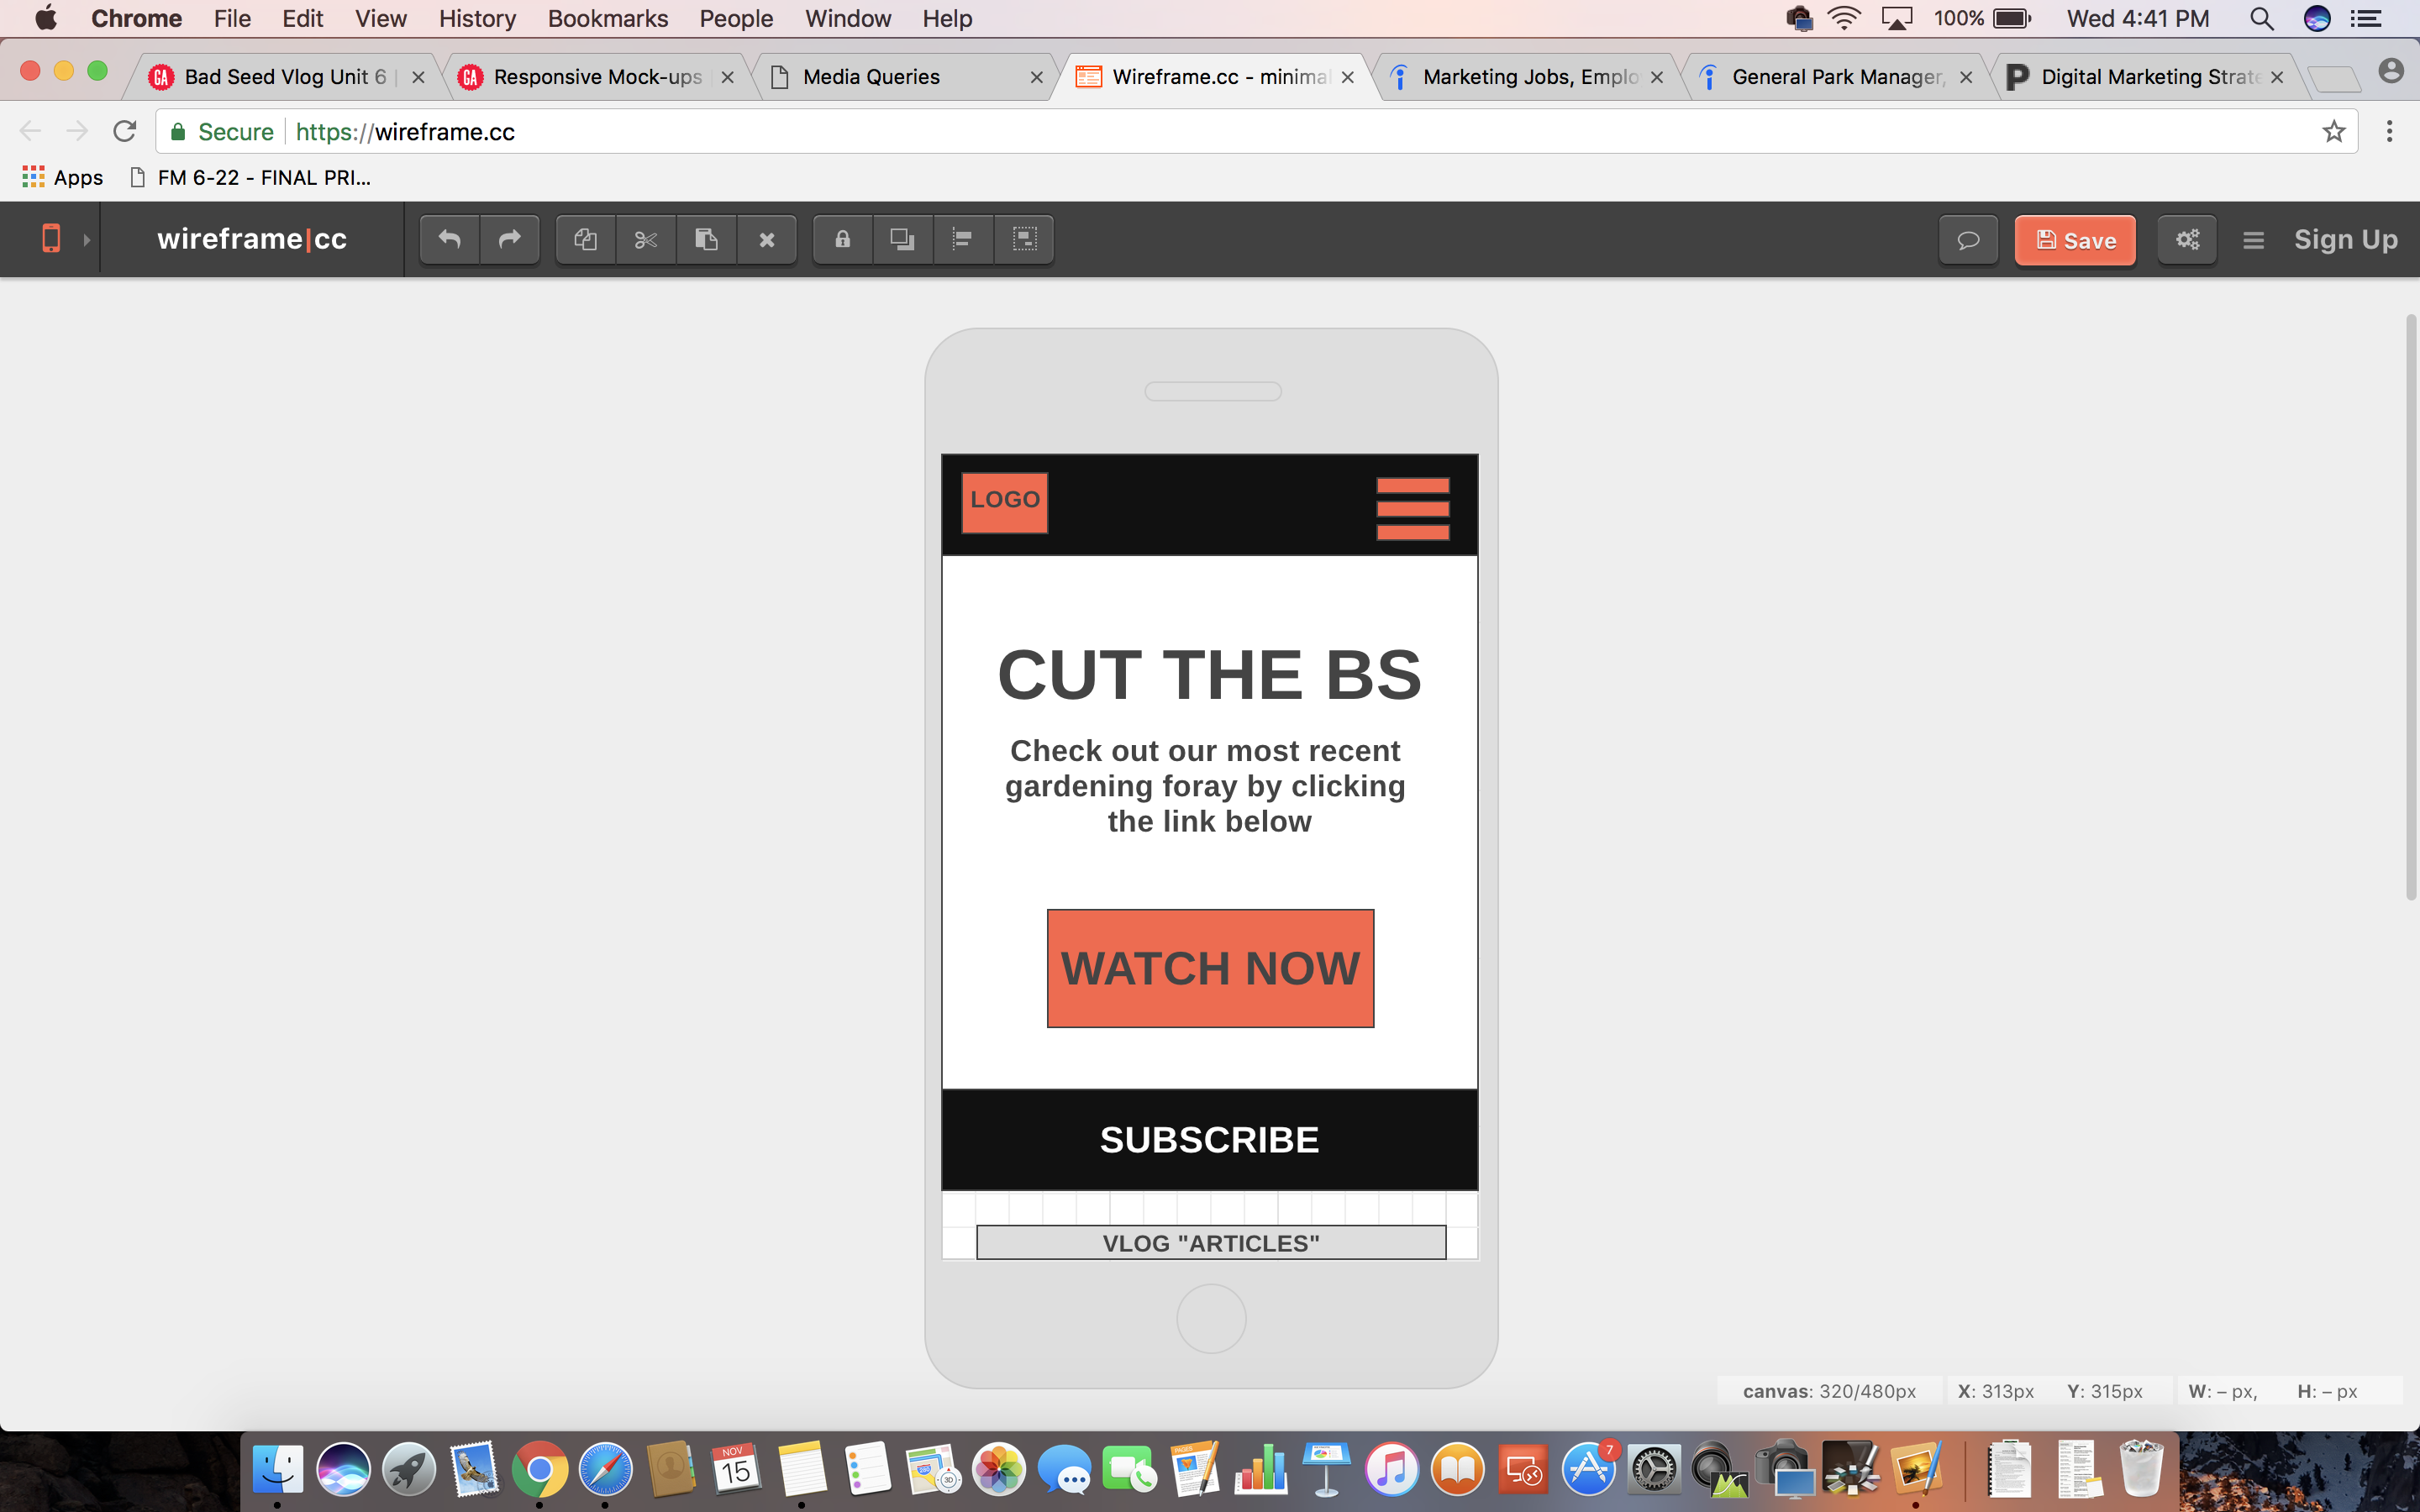 Chrome File Edit View History Bookmarks People Window Help 100% Wed 4:41 PM
GA Bad Seed Vlog Unit 6 GA Responsive Mock-ups Media Queries Wireframe.cc - minimal Marketing Jobs, Emplo General Park Manager, P Digital Marketing Strate
Secure https://wireframe.cc
Apps FM 6-22 - FINAL PRI...
wireframe|cc Save Sign Up
LOGO
CUT THE BS
Check out our most recent
gardening foray by clicking
the link below
WATCH NOW
SUBSCRIBE
VLOG "ARTICLES"
canvas: 320/480px X: 313px Y: 315px W: – px, H: – px
NOV
15
PAGES
3D
7